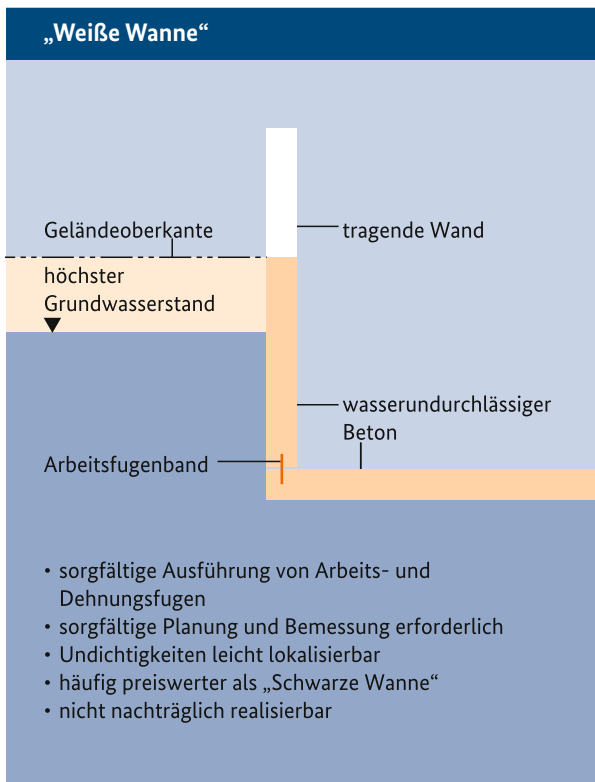 „Weiße Wanne“
Geländeoberkante
tragende Wand
höchster
Grundwasserstand
wasserundurchlässiger
Beton
Arbeitsfugenband
• sorgfältige Ausführung von Arbeits- und
Dehnungsfugen
• sorgfältige Planung und Bemessung erforderlich
• Undichtigkeiten leicht lokalisierbar
• häufig preiswerter als „Schwarze Wanne“
• nicht nachträglich realisierbar